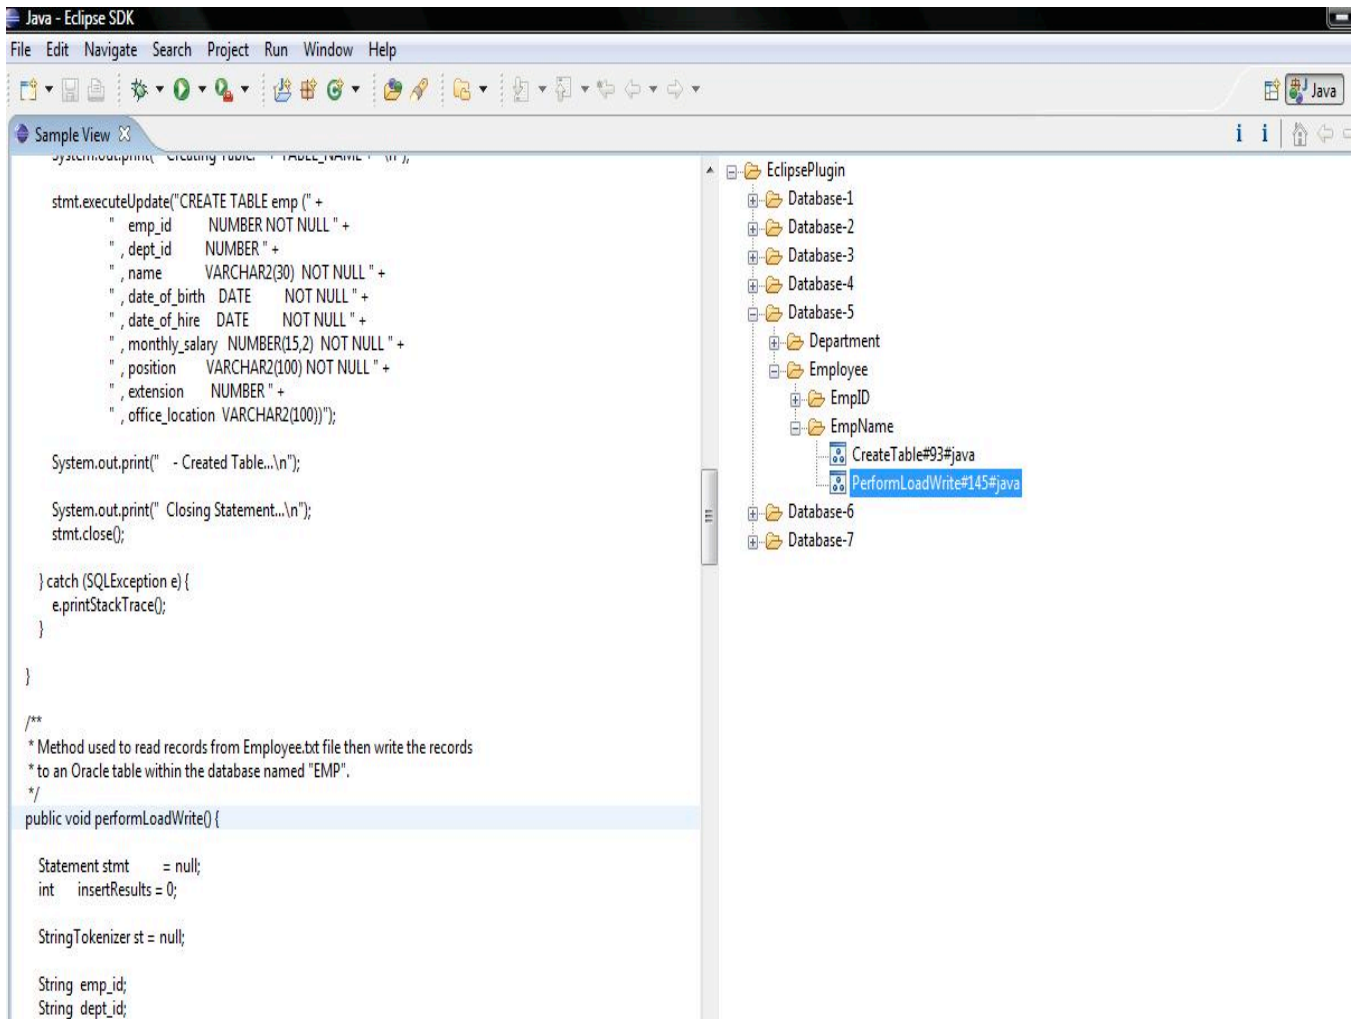 Java - Eclipse SDK
File Edit Navigate Search Project Run Window Help
Java
Sample View
System.out.print(" Creating Table: " + TABLE_NAME + "\n");
stmt.executeUpdate("CREATE TABLE emp (" +
" emp_id NUMBER NOT NULL " +
" , dept_id NUMBER " +
" , name VARCHAR2(30) NOT NULL " +
" , date_of_birth DATE NOT NULL " +
" , date_of_hire DATE NOT NULL " +
" , monthly_salary NUMBER(15,2) NOT NULL " +
" , position VARCHAR2(100) NOT NULL " +
" , extension NUMBER " +
" , office_location VARCHAR2(100))");
System.out.print(" - Created Table...\n");
System.out.print(" Closing Statement...\n");
stmt.close();
} catch (SQLException e) {
e.printStackTrace();
}
}
/**
* Method used to read records from Employee.txt file then write the records
* to an Oracle table within the database named "EMP".
*/
public void performLoadWrite() {
Statement stmt = null;
int insertResults = 0;
StringTokenizer st = null;
String emp_id;
String dept_id;
EclipsePlugin
Database-1
Database-2
Database-3
Database-4
Database-5
Department
Employee
EmpID
EmpName
CreateTable#93#java
PerformLoadWrite#145#java
Database-6
Database-7